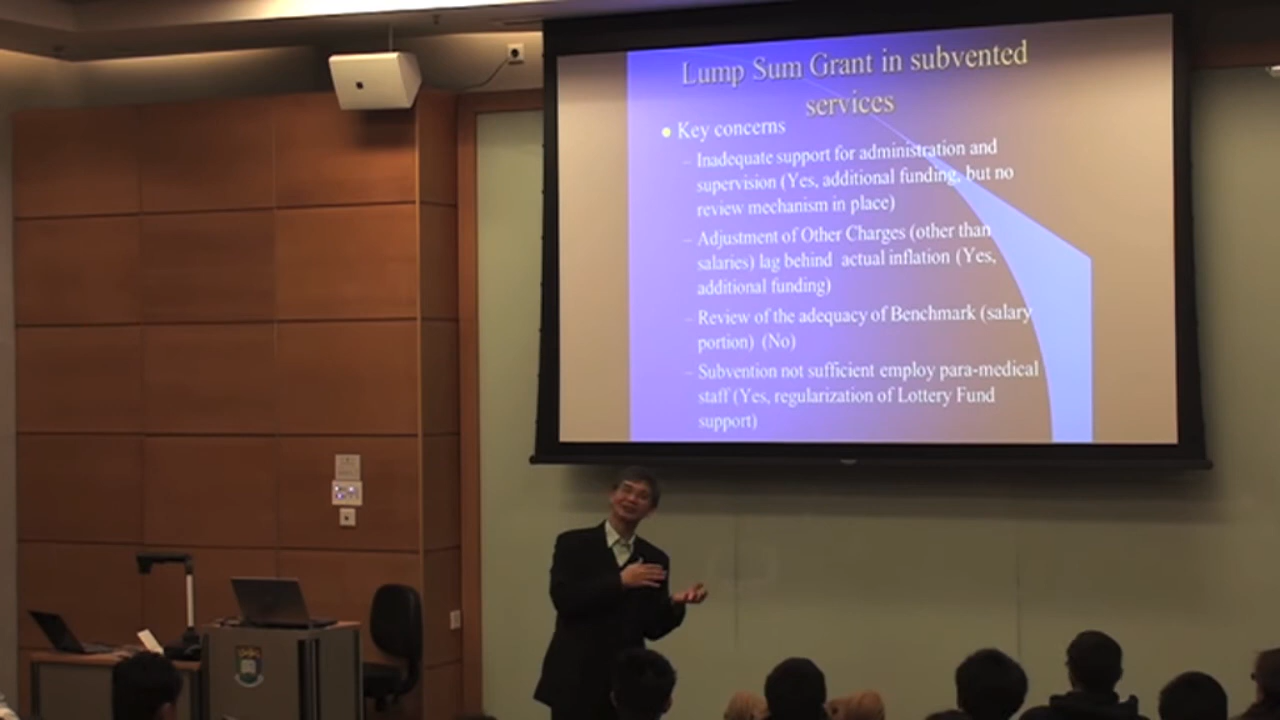 Lump Sum Grant in subvented
services
Key concerns
– Inadequate support for administration and
supervision (Yes, additional funding, but no
review mechanism in place)
– Adjustment of Other Charges (other than
salaries) lag behind actual inflation (Yes,
additional funding)
– Review of the adequacy of Benchmark (salary
portion) (No)
– Subvention not sufficient employ para-medical
staff (Yes, regularization of Lottery Fund
support)